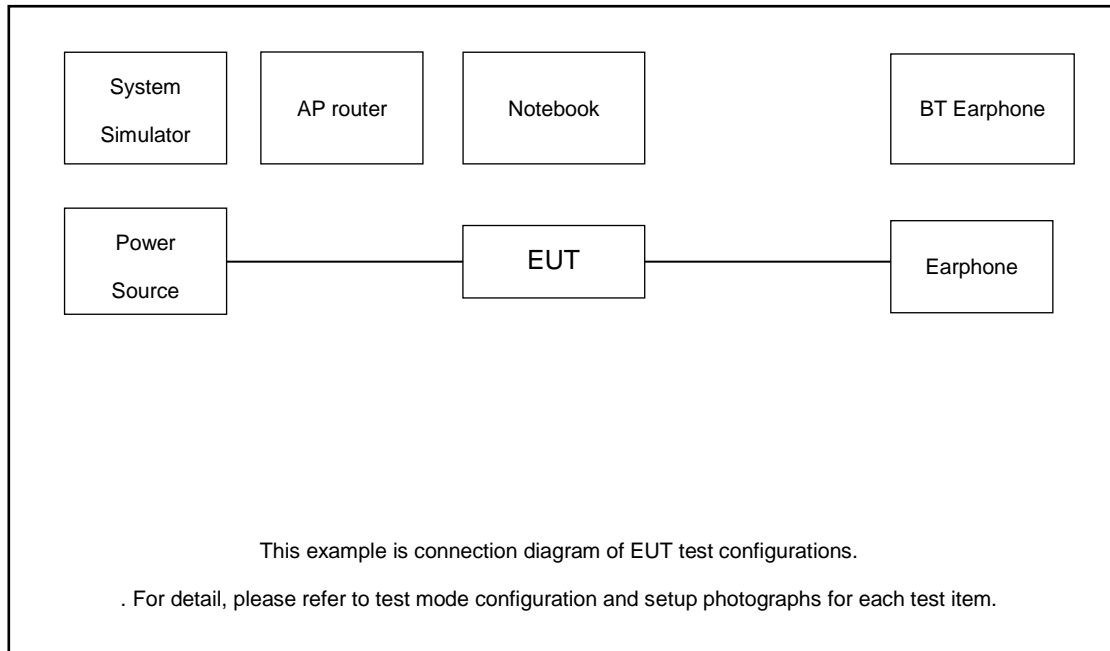 System
Simulator
AP router
Notebook
BT Earphone
Power
Source
EUT
Earphone
This example is connection diagram of EUT test configurations.
. For detail, please refer to test mode configuration and setup photographs for each test item.